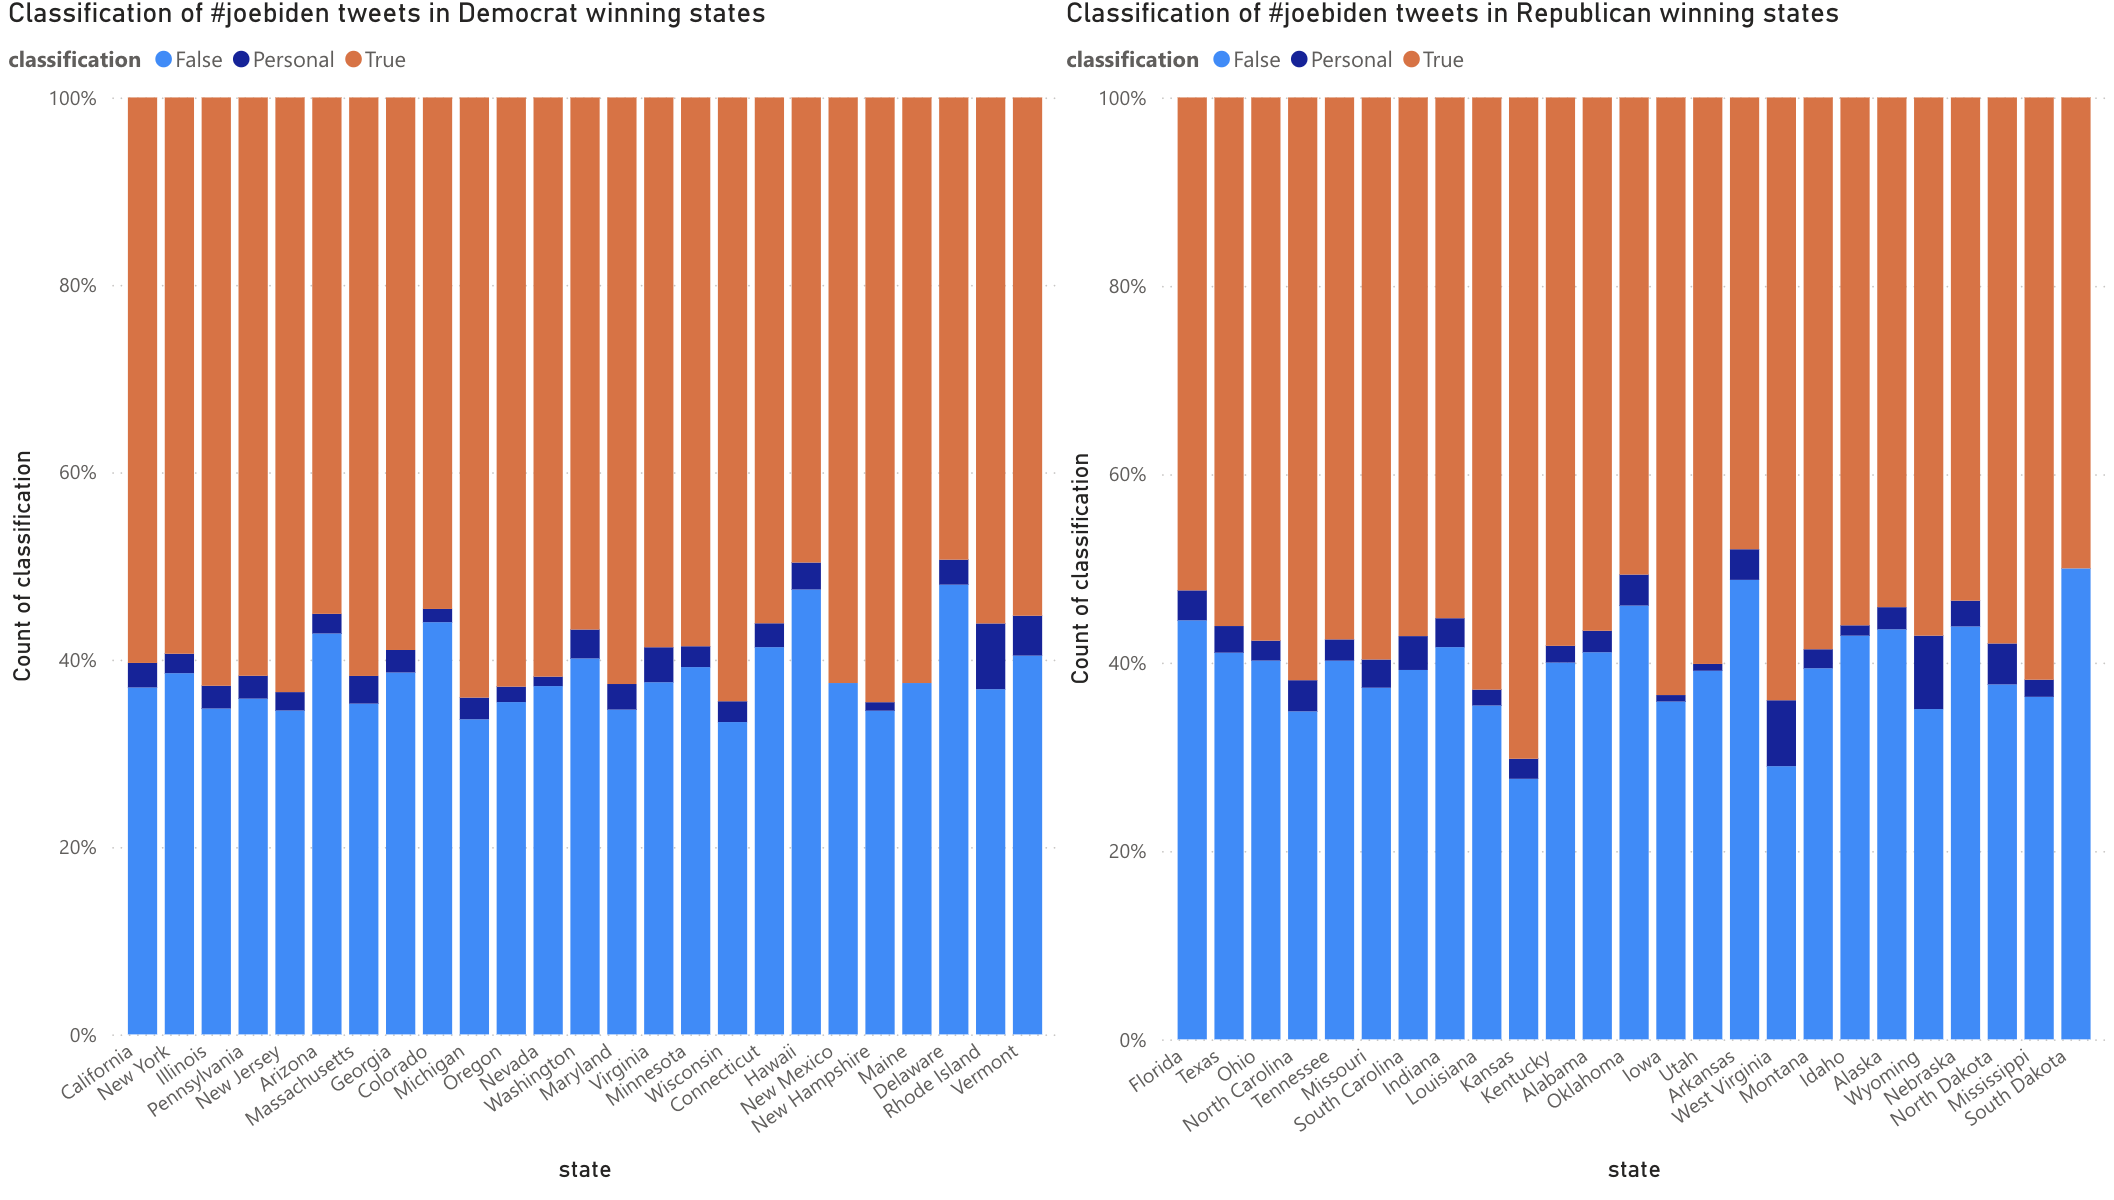 Classification of #joebiden tweets in Democrat winning states
classification False Personal True
100%
80%
60%
40%
20%
0%
Count of classification
California
New York
Illinois
Pennsylvania
New Jersey
Arizona
Massachusetts
Georgia
Colorado
Michigan
Oregon
Nevada
Washington
Maryland
Virginia
Minnesota
Wisconsin
Connecticut
Hawaii
New Mexico
New Hampshire
Maine
Delaware
Rhode Island
Vermont
state
Classification of #joebiden tweets in Republican winning states
classification False Personal True
100%
80%
60%
40%
20%
0%
Count of classification
Florida
Texas
Ohio
North Carolina
Tennessee
Missouri
South Carolina
Indiana
Louisiana
Kansas
Kentucky
Alabama
Oklahoma
Iowa
Utah
Arkansas
West Virginia
Montana
Idaho
Alaska
Wyoming
Nebraska
North Dakota
Mississippi
South Dakota
state